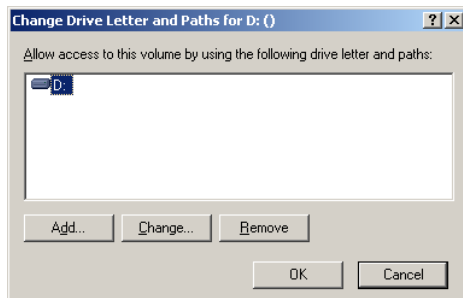 Change Drive Letter and Paths for D: ()
Allow access to this volume by using the following drive letter and paths:
D:
Add... Change... Remove
OK Cancel